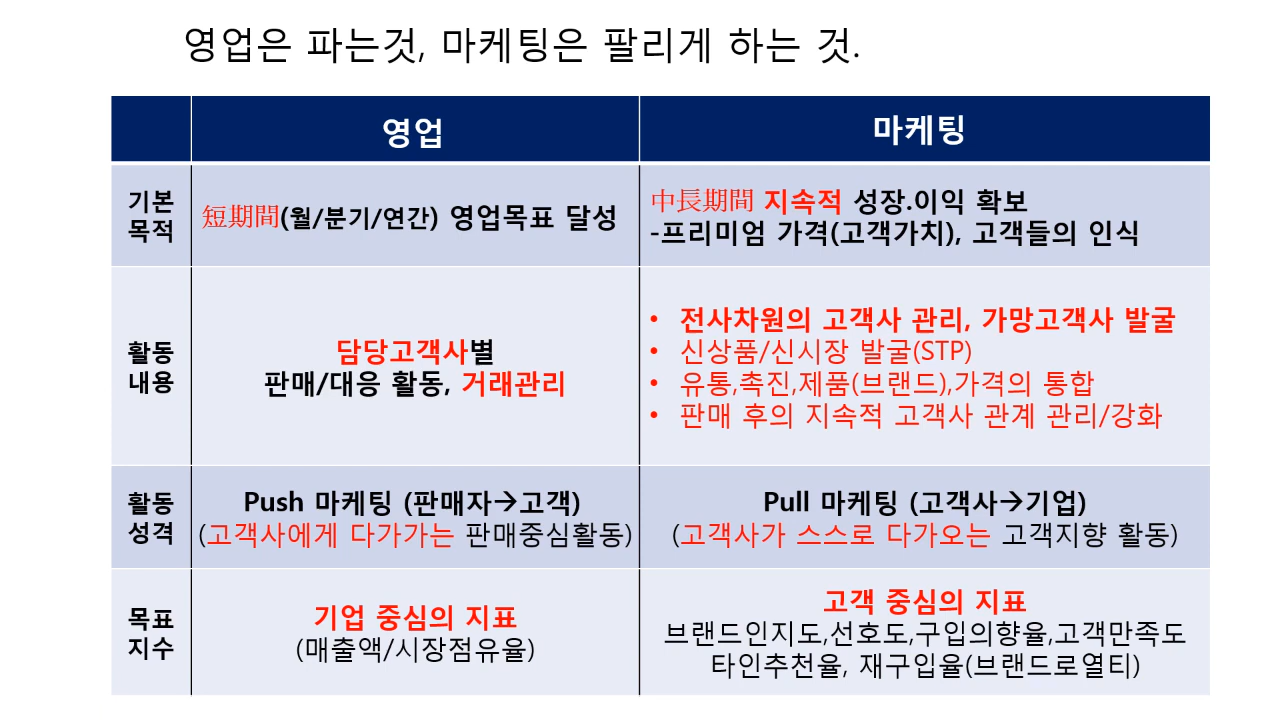 영업은 파는것, 마케팅은 팔리게 하는 것.
영업
마케팅
기본
목적
短期間(월/분기/연간) 영업목표 달성
中長期間 지속적 성장.이익 확보
-프리미엄 가격(고객가치), 고객들의 인식
활동
내용
담당고객사별
판매/대응 활동, 거래관리
• 전사차원의 고객사 관리, 가망고객사 발굴
• 신상품/신시장 발굴(STP)
• 유통,촉진,제품(브랜드),가격의 통합
• 판매 후의 지속적 고객사 관계 관리/강화
활동
성격
Push 마케팅 (판매자→고객)
(고객사에게 다가가는 판매중심활동)
Pull 마케팅 (고객사→기업)
(고객사가 스스로 다가오는 고객지향 활동)
목표
지수
기업 중심의 지표
(매출액/시장점유율)
고객 중심의 지표
브랜드인지도,선호도,구입의향율,고객만족도
타인추천율, 재구입율(브랜드로열티)